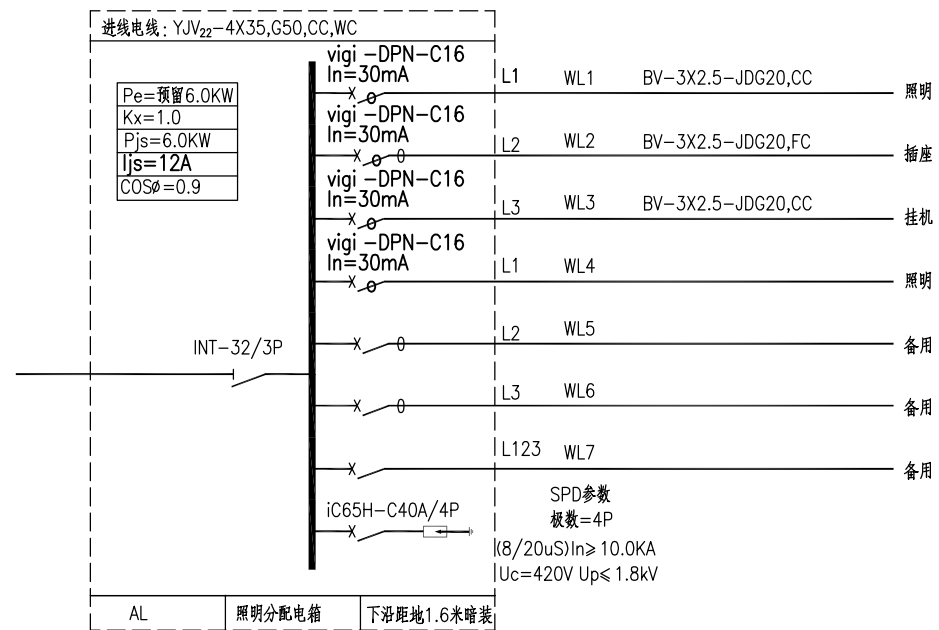 进线电线: YJV22-4X35,G50,CC,WC
Pe=预留6.0KW
Kx=1.0
Pjs=6.0KW
Ijs=12A
COSø=0.9
vigi -DPN-C16
In=30mA
L1 WL1 BV-3X2.5-JDG20,CC 照明
vigi -DPN-C16
In=30mA
L2 WL2 BV-3X2.5-JDG20,FC 插座
vigi -DPN-C16
In=30mA
L3 WL3 BV-3X2.5-JDG20,CC 挂机
vigi -DPN-C16
In=30mA
L1 WL4 照明
INT-32/3P
L2 WL5 备用
L3 WL6 备用
L123 WL7 备用
iC65H-C40A/4P
SPD参数
极数=4P
(8/20uS)In≥10.0KA
Uc=420V Up≤1.8kV
AL 照明分配电箱 下沿距地1.6米暗装